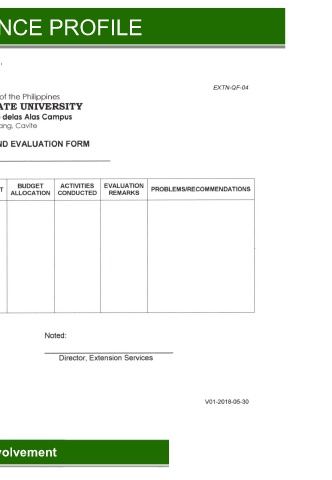 NCE PROFILE
EXTN-QF-04
of the Philippines
ATE UNIVERSITY
delas Alas Campus
ang, Cavite
ND EVALUATION FORM
T
BUDGET ALLOCATION
ACTIVITIES CONDUCTED
EVALUATION REMARKS
PROBLEMS/RECOMMENDATIONS
Noted:
Director, Extension Services
V01-2018-05-30
volvement